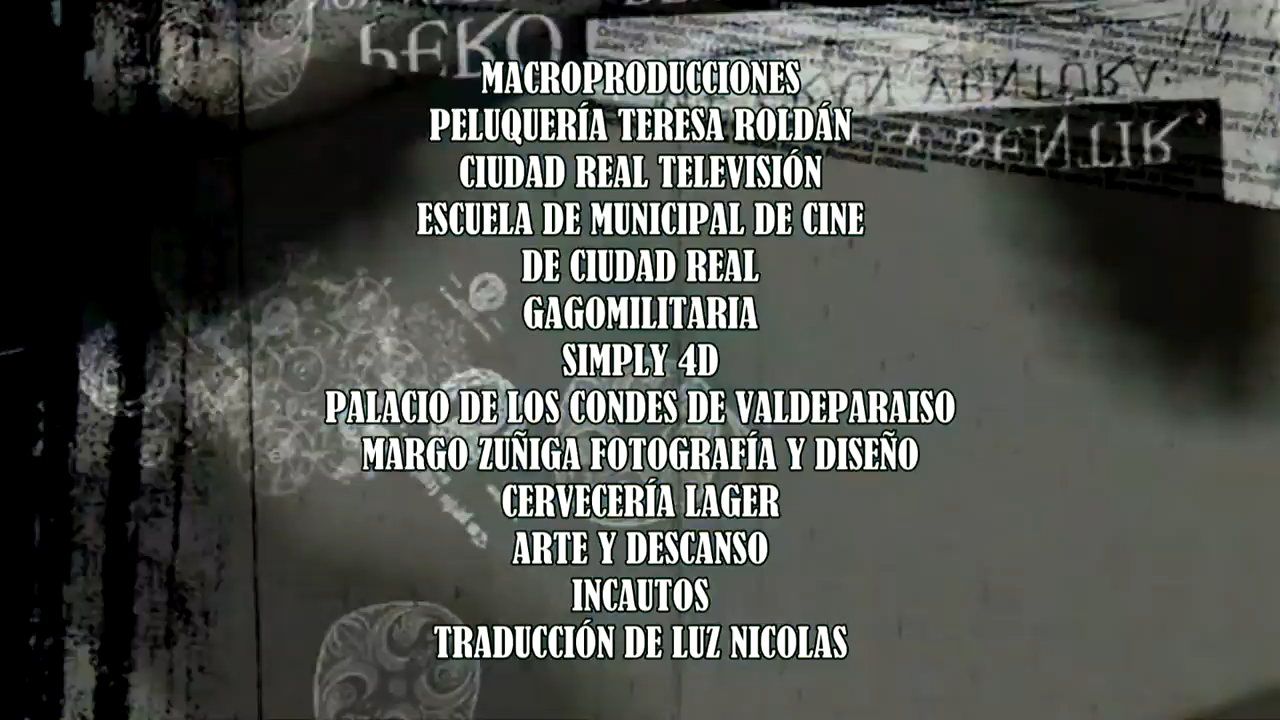 MACROPRODUCCIONES
PELUQUERÍA TERESA ROLDÁN
CIUDAD REAL TELEVISIÓN
ESCUELA DE MUNICIPAL DE CINE
DE CIUDAD REAL
GAGOMILITARIA
SIMPLY 4D
PALACIO DE LOS CONDES DE VALDEPARAISO
MARGO ZUÑIGA FOTOGRAFÍA Y DISEÑO
CERVECERÍA LAGER
ARTE Y DESCANSO
INCAUTOS
TRADUCCIÓN DE LUZ NICOLAS